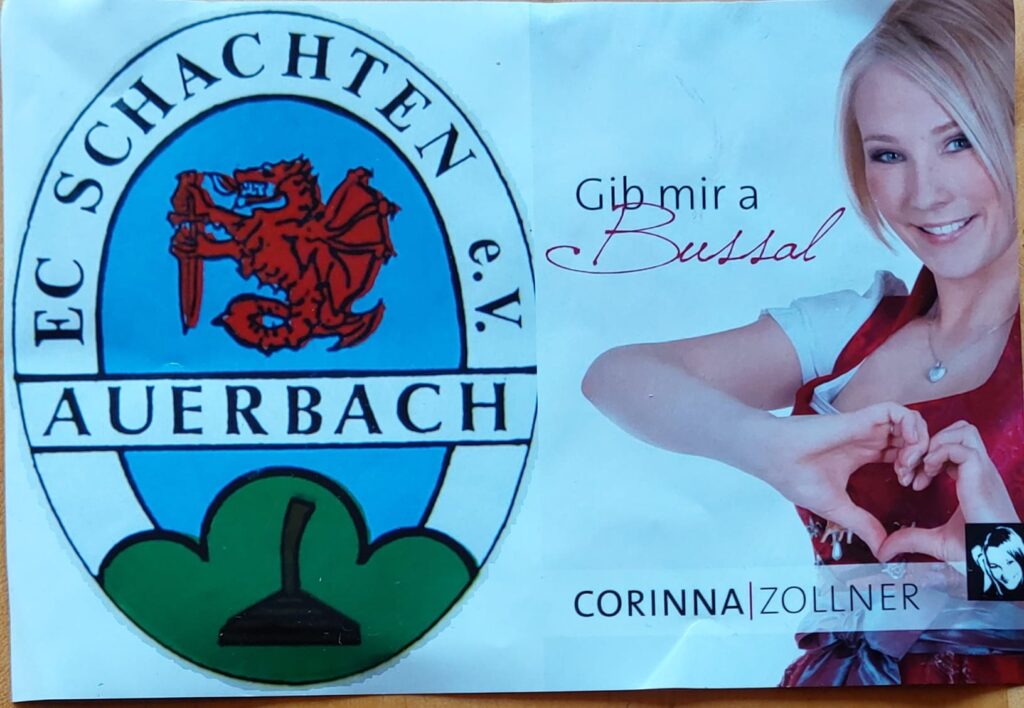 EC SCHACHTEN e.V.
AUERBACH
Gib mir a
Bussal
CORINNA|ZOLLNER